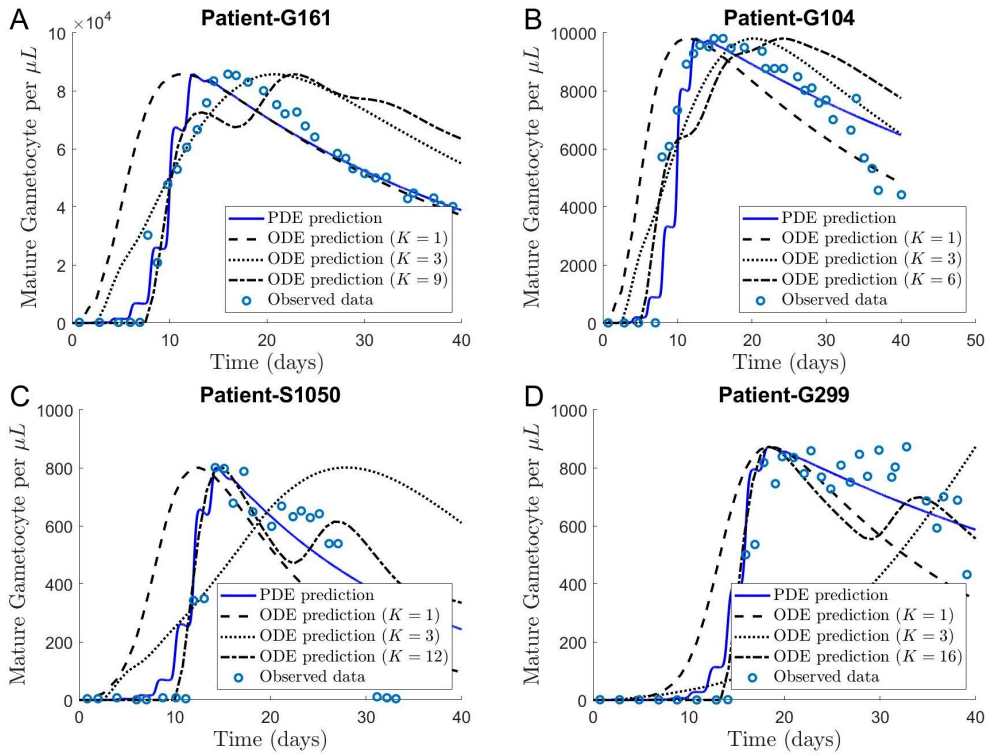 A
Patient-G161
×10⁴
10
8
6
4
2
0
Mature Gametocyte per μL
0 10 20 30 40
Time (days)
PDE prediction
ODE prediction (K = 1)
ODE prediction (K = 3)
ODE prediction (K = 9)
Observed data
B
Patient-G104
10000
8000
6000
4000
2000
0
Mature Gametocyte per μL
0 10 20 30 40 50
Time (days)
PDE prediction
ODE prediction (K = 1)
ODE prediction (K = 3)
ODE prediction (K = 6)
Observed data
C
Patient-S1050
1000
800
600
400
200
0
Mature Gametocyte per μL
0 10 20 30 40
Time (days)
PDE prediction
ODE prediction (K = 1)
ODE prediction (K = 3)
ODE prediction (K = 12)
Observed data
D
Patient-G299
1000
800
600
400
200
0
Mature Gametocyte per μL
0 10 20 30 40
Time (days)
PDE prediction
ODE prediction (K = 1)
ODE prediction (K = 3)
ODE prediction (K = 16)
Observed data